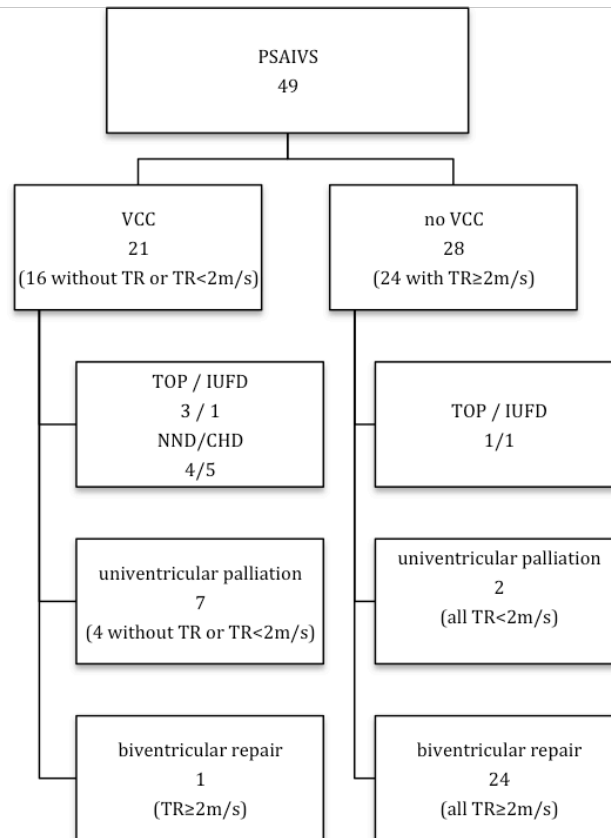 PSAIVS
49
VCC
21
(16 without TR or TR<2m/s)
no VCC
28
(24 with TR≥2m/s)
TOP / IUFD
3 / 1
NND/CHD
4/5
TOP / IUFD
1/1
univentricular palliation
7
(4 without TR or TR<2m/s)
univentricular palliation
2
(all TR<2m/s)
biventricular repair
1
(TR≥2m/s)
biventricular repair
24
(all TR≥2m/s)